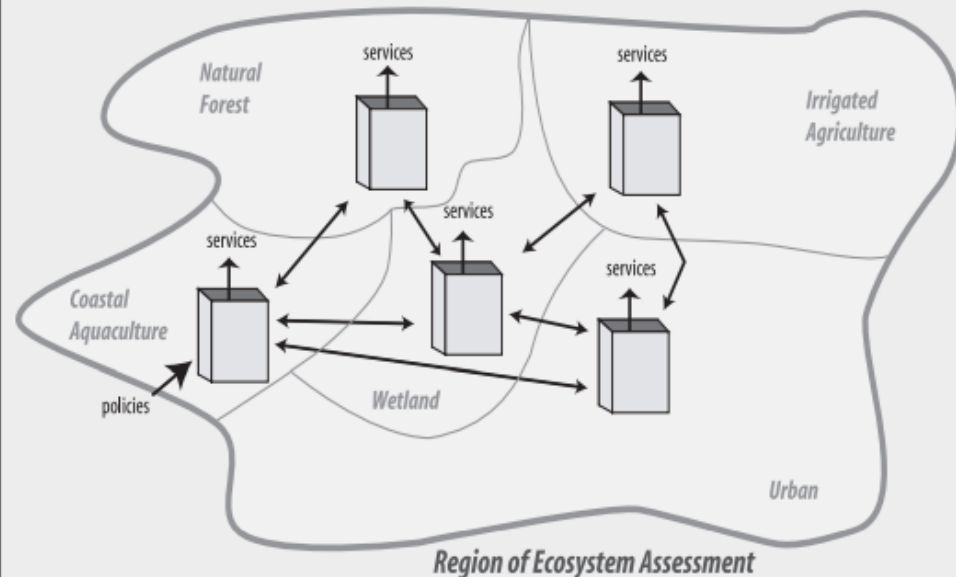 services
services
Natural
Forest
Irrigated
Agriculture
services
services
services
Coastal
Aquaculture
policies
Wetland
Urban
Region of Ecosystem Assessment